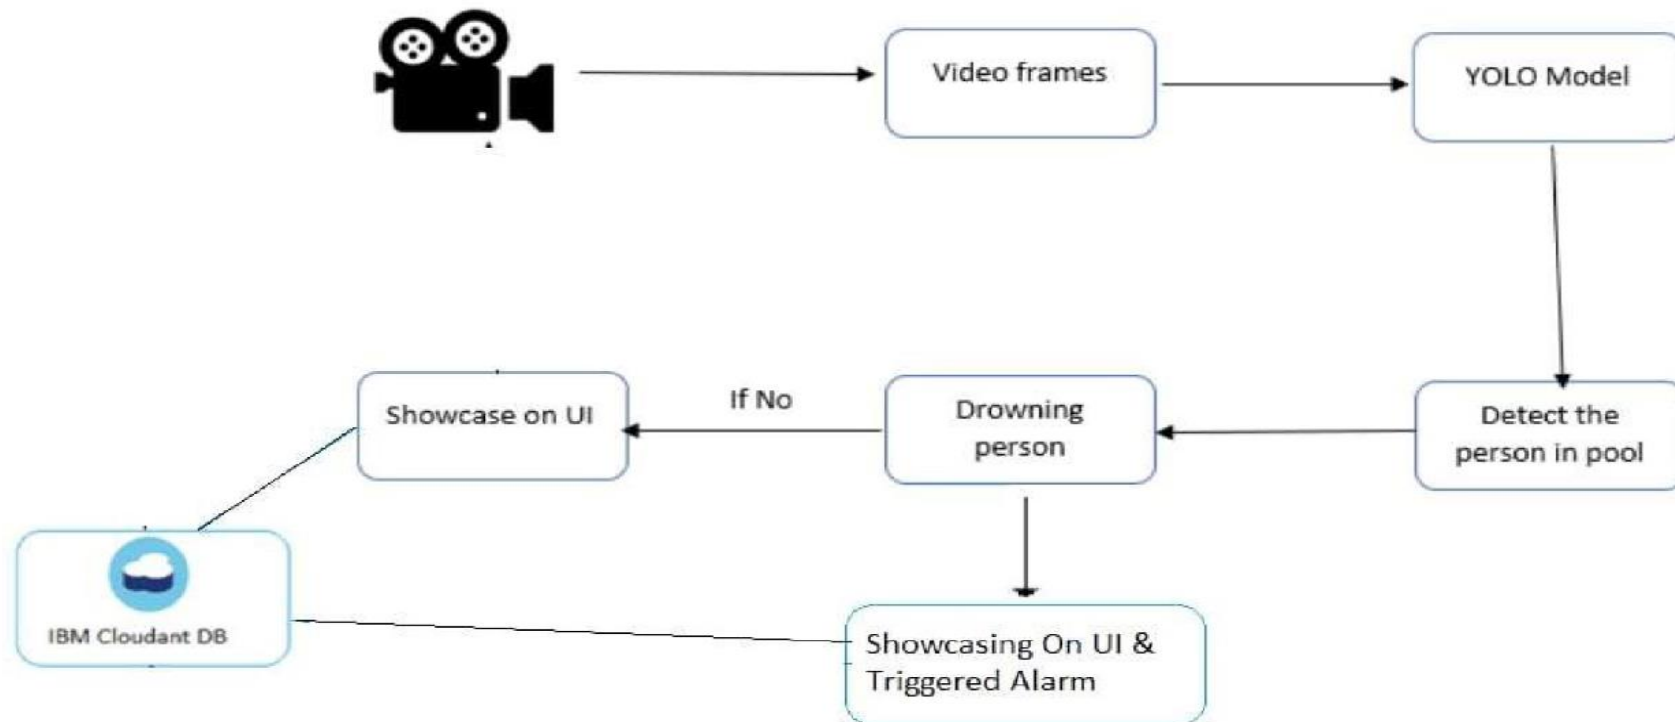 Video frames
YOLO Model
Showcase on UI
If No
Drowning
person
Detect the
person in pool
IBM Cloudant DB
Showcasing On UI &
Triggered Alarm